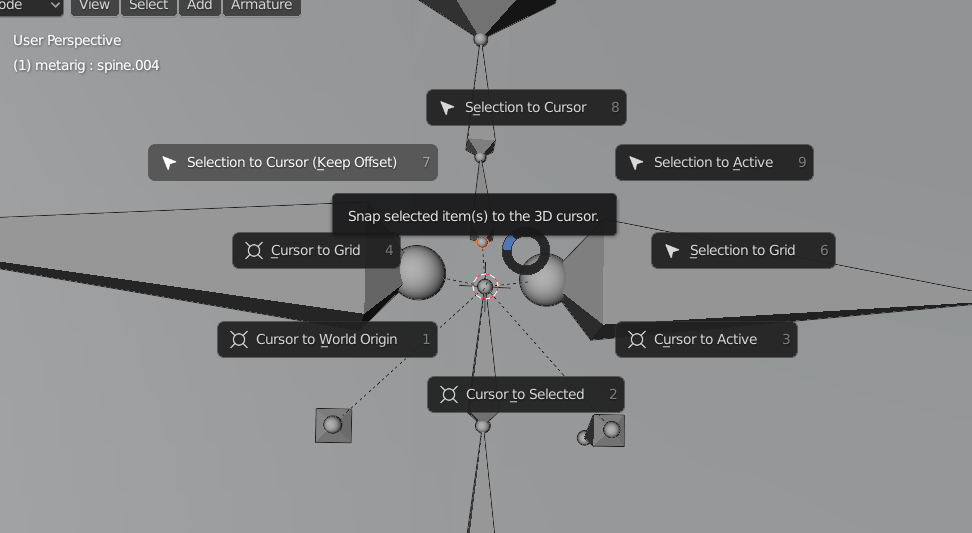 ode
View
Select
Add
Armature
User Perspective
(1) metarig : spine.004
Selection to Cursor 8
Selection to Cursor (Keep Offset) 7
Selection to Active 9
Snap selected item(s) to the 3D cursor.
Cursor to Grid 4
Selection to Grid 6
Cursor to World Origin 1
Cursor to Active 3
Cursor to Selected 2